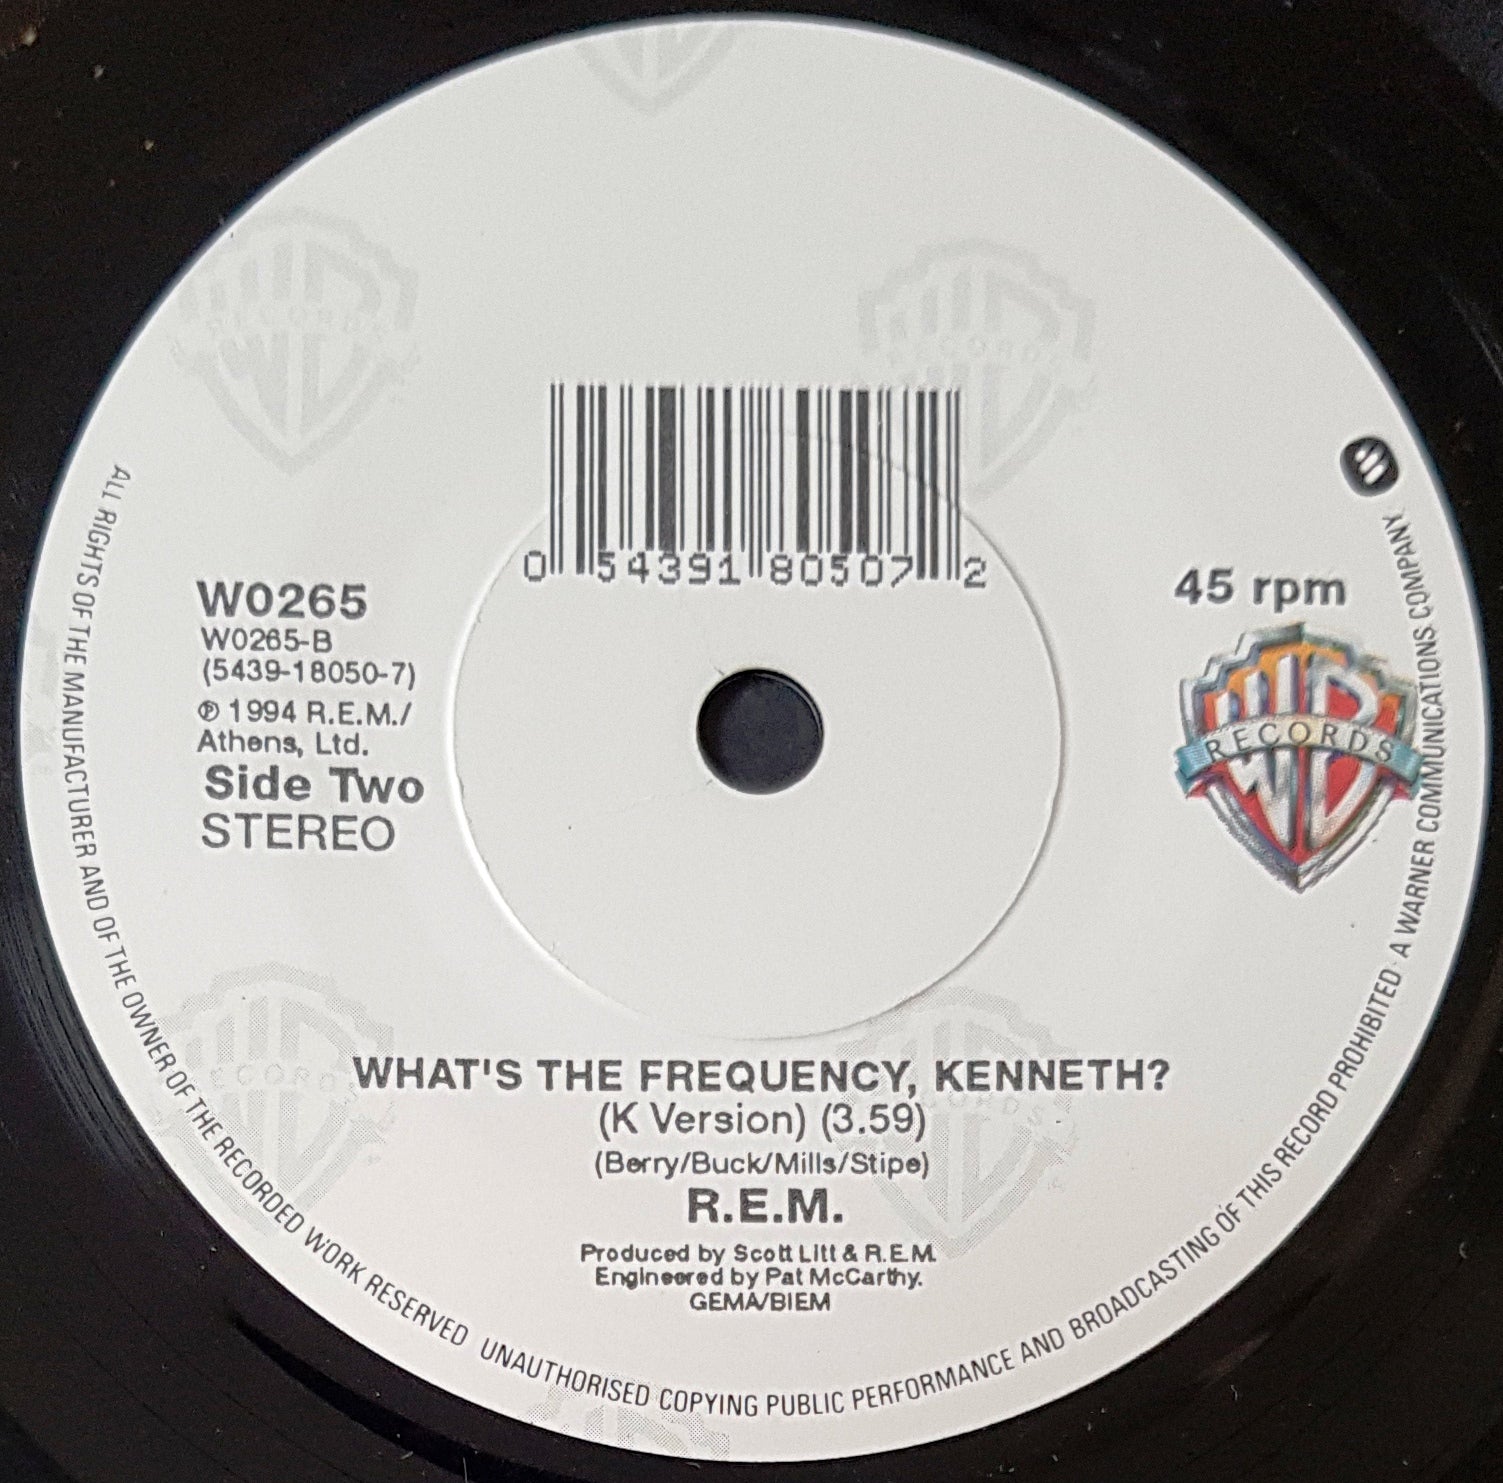 0 54391 80507 2
W0265
W0265-B
(5439-18050-7)
℗ 1994 R.E.M./
Athens, Ltd.
Side Two
STEREO
45 rpm
WB
RECORDS
WHAT'S THE FREQUENCY, KENNETH?
(K Version) (3.59)
(Berry/Buck/Mills/Stipe)
R.E.M.
Produced by Scott Litt & R.E.M.
Engineered by Pat McCarthy.
GEMA/BIEM
ALL RIGHTS OF THE MANUFACTURER AND OF THE OWNER OF THE RECORDED WORK RESERVED UNAUTHORISED COPYING PUBLIC PERFORMANCE AND BROADCASTING OF THIS RECORD PROHIBITED · A WARNER COMMUNICATIONS COMPANY